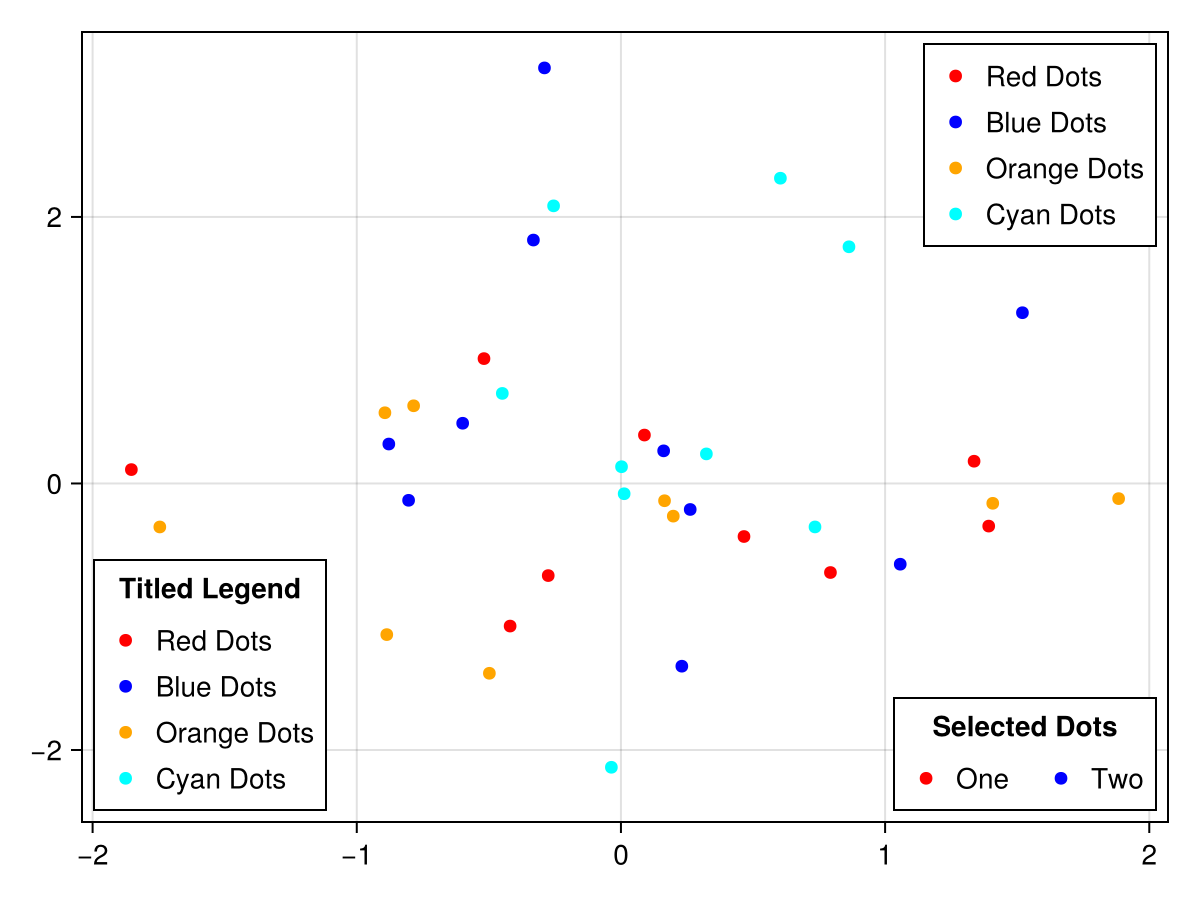 Red Dots
Blue Dots
Orange Dots
Cyan Dots
2
0
−2
Titled Legend
Red Dots
Blue Dots
Orange Dots
Cyan Dots
Selected Dots
One Two
−2 −1 0 1 2